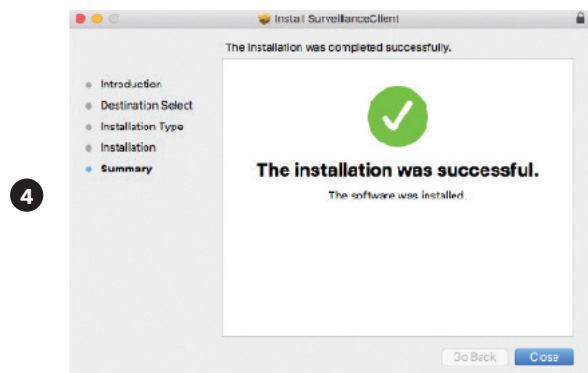 Install SurveillanceClient
The installation was completed successfully.
Introduction
Destination Select
Installation Type
Installation
Summary
The installation was successful.
The software was installed.
4
Go Back
Close